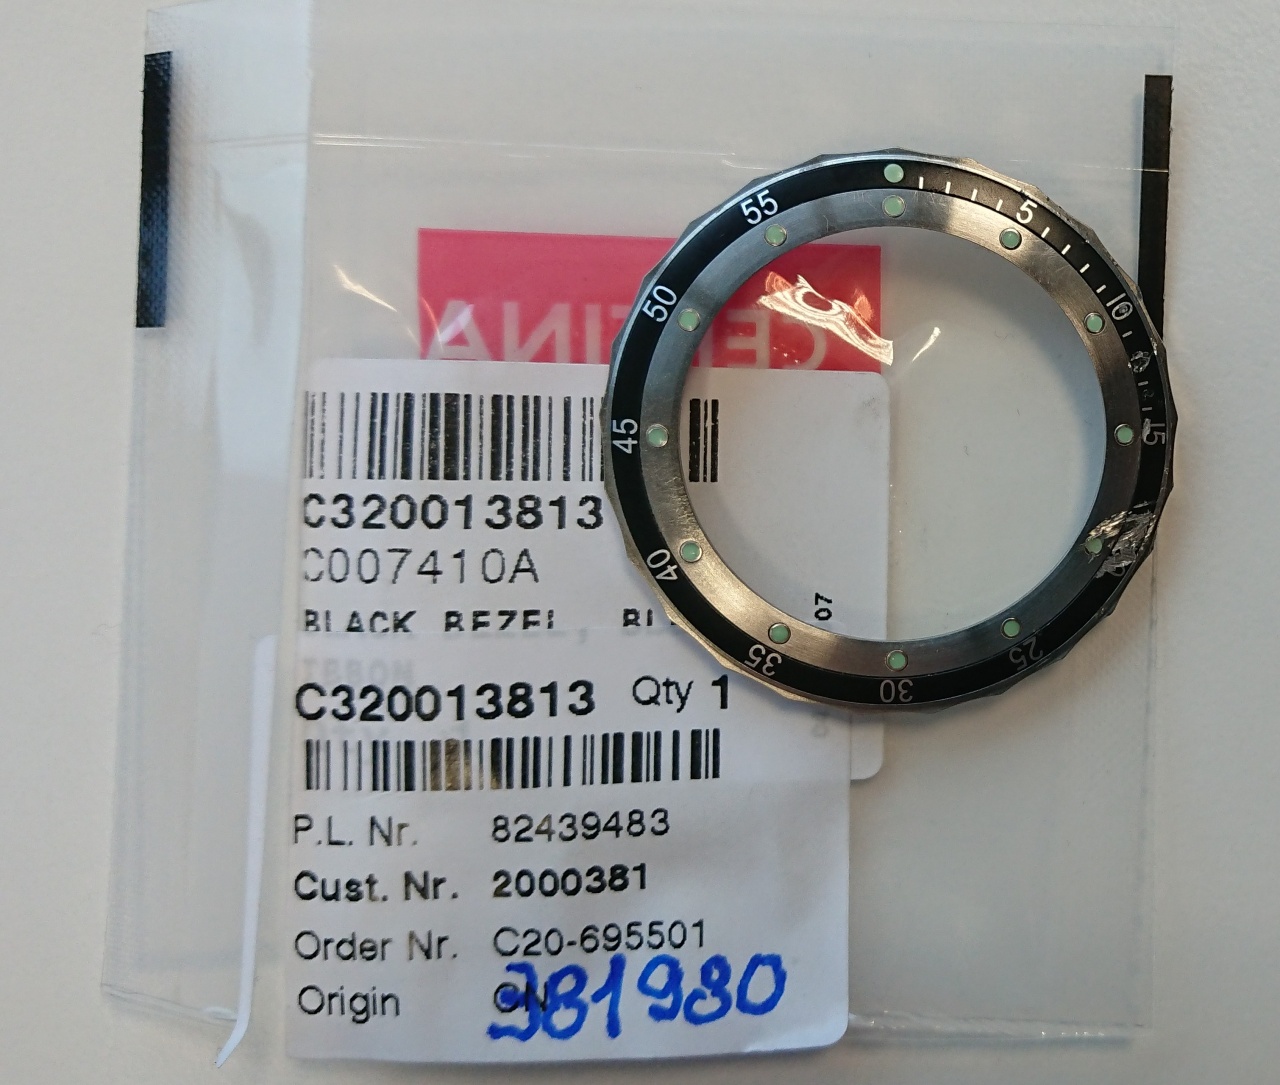 CERTINA
C320013813
C007410A
BLACK BEZEL,
07
C320013813 Qty 1
P.L. Nr. 82439483
Cust. Nr. 2000381
Order Nr. C20-695501
Origin CN
381980
5
10
15
25
30
35
40
45
50
55